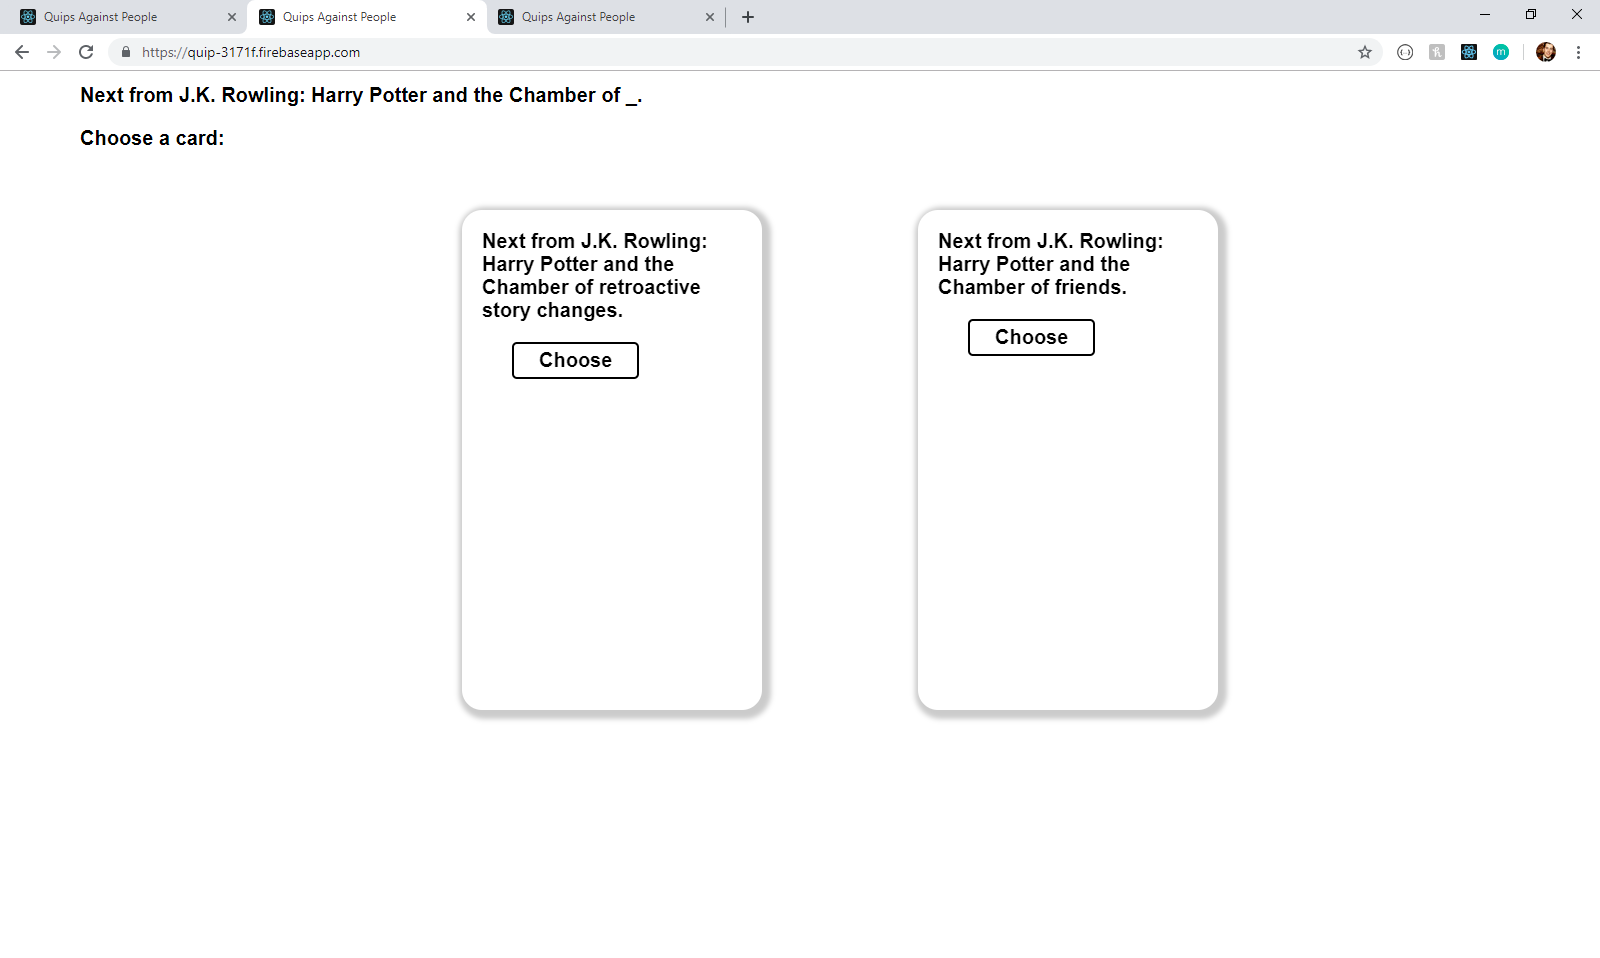 Quips Against People
Quips Against People
Quips Against People
https://quip-3171f.firebaseapp.com
Next from J.K. Rowling: Harry Potter and the Chamber of _.
Choose a card:
Next from J.K. Rowling:
Harry Potter and the
Chamber of retroactive
story changes.
Choose
Next from J.K. Rowling:
Harry Potter and the
Chamber of friends.
Choose